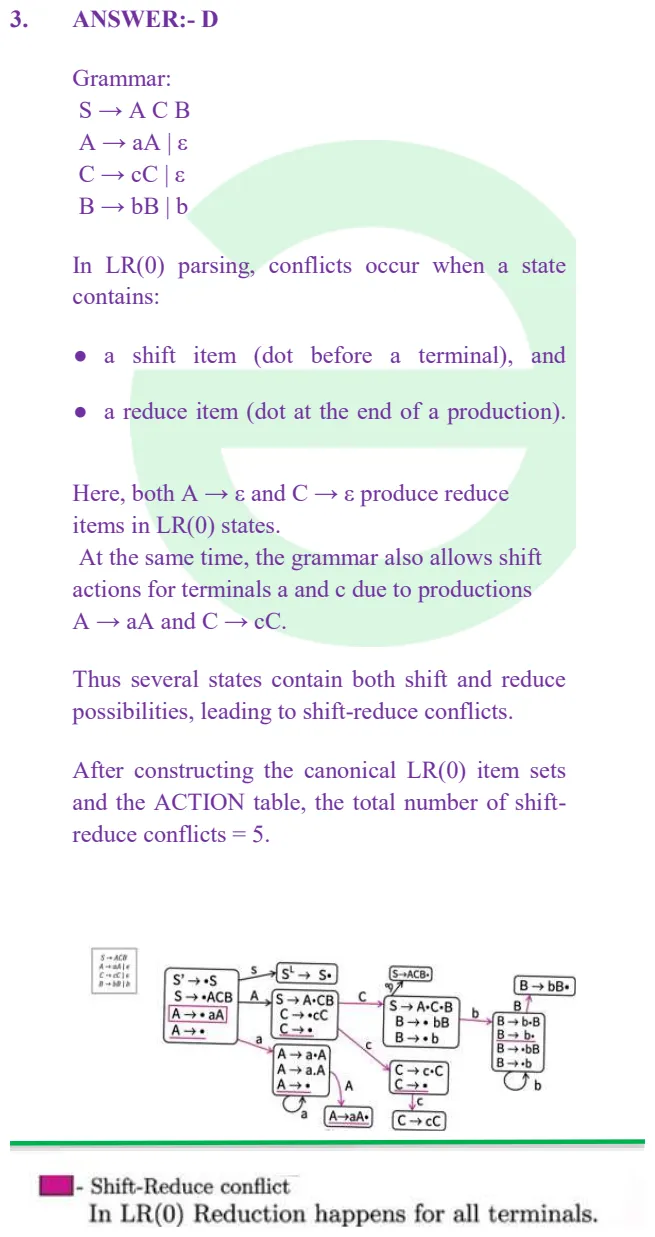 3. ANSWER:- D
Grammar:
S → A C B
A → aA | ε
C → cC | ε
B → bB | b
In LR(0) parsing, conflicts occur when a state
contains:
● a shift item (dot before a terminal), and
● a reduce item (dot at the end of a production).
Here, both A → ε and C → ε produce reduce
items in LR(0) states.
At the same time, the grammar also allows shift
actions for terminals a and c due to productions
A → aA and C → cC.
Thus several states contain both shift and reduce
possibilities, leading to shift-reduce conflicts.
After constructing the canonical LR(0) item sets
and the ACTION table, the total number of shift-
reduce conflicts = 5.
S→ACB
A→aA|ε
C→cC|ε
B→bB|b
S'→•S
S→•ACB
A→•aA
A→•
S
S
→ S•
A
S→A•CB
C→•cC
C→•
C
S→ACB•
S→A•C•B
B→•bB
B→•b
b
B→bB•
B
B→b•B
B→b•
B→•bB
B→•b
b
a
A→a•A
A→a.A
A→•
a
A
A→aA•
c
C→c•C
C→•
c
C→cC
- Shift-Reduce conflict
In LR(0) Reduction happens for all terminals.